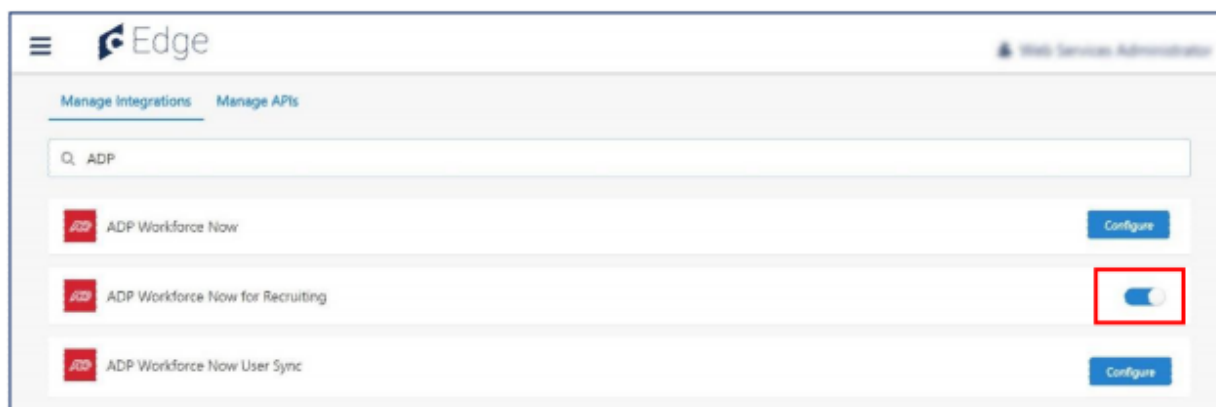 Edge
Manage Integrations Manage APIs
ADP
ADP Workforce Now Configure
ADP Workforce Now for Recruiting
ADP Workforce Now User Sync Configure